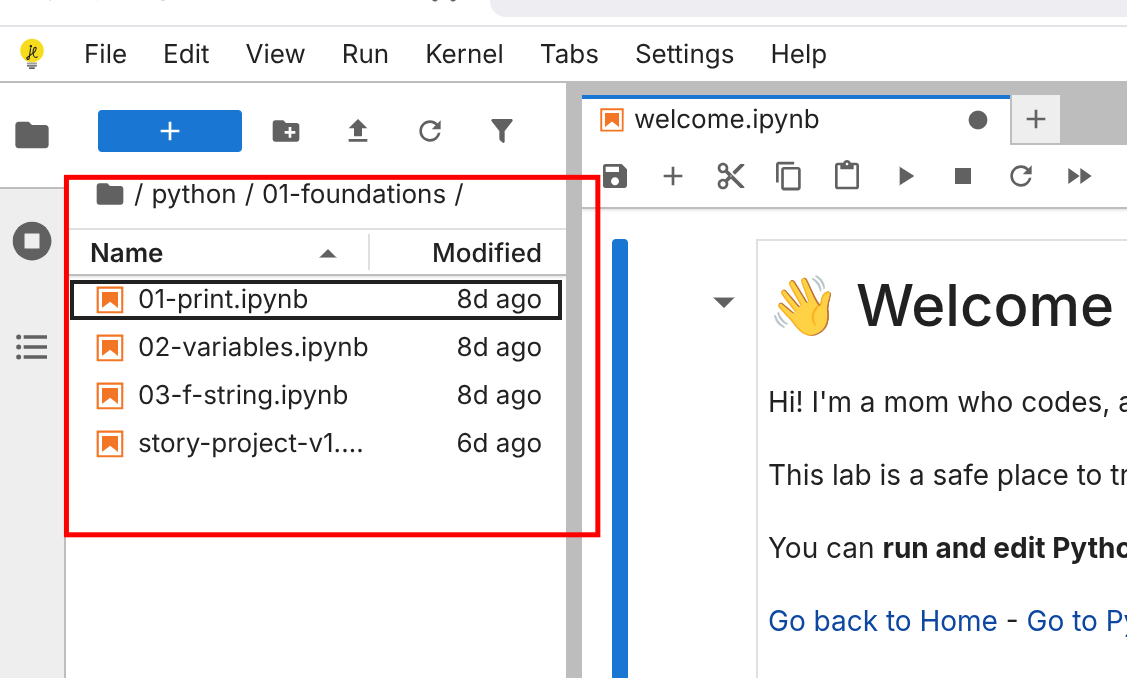 File Edit View Run Kernel Tabs Settings Help
welcome.ipynb
/ python / 01-foundations /
Name Modified
01-print.ipynb 8d ago
02-variables.ipynb 8d ago
03-f-string.ipynb 8d ago
story-project-v1.... 6d ago
👋 Welcome
Hi! I'm a mom who codes, a
This lab is a safe place to tr
You can run and edit Pytho
Go back to Home - Go to Py